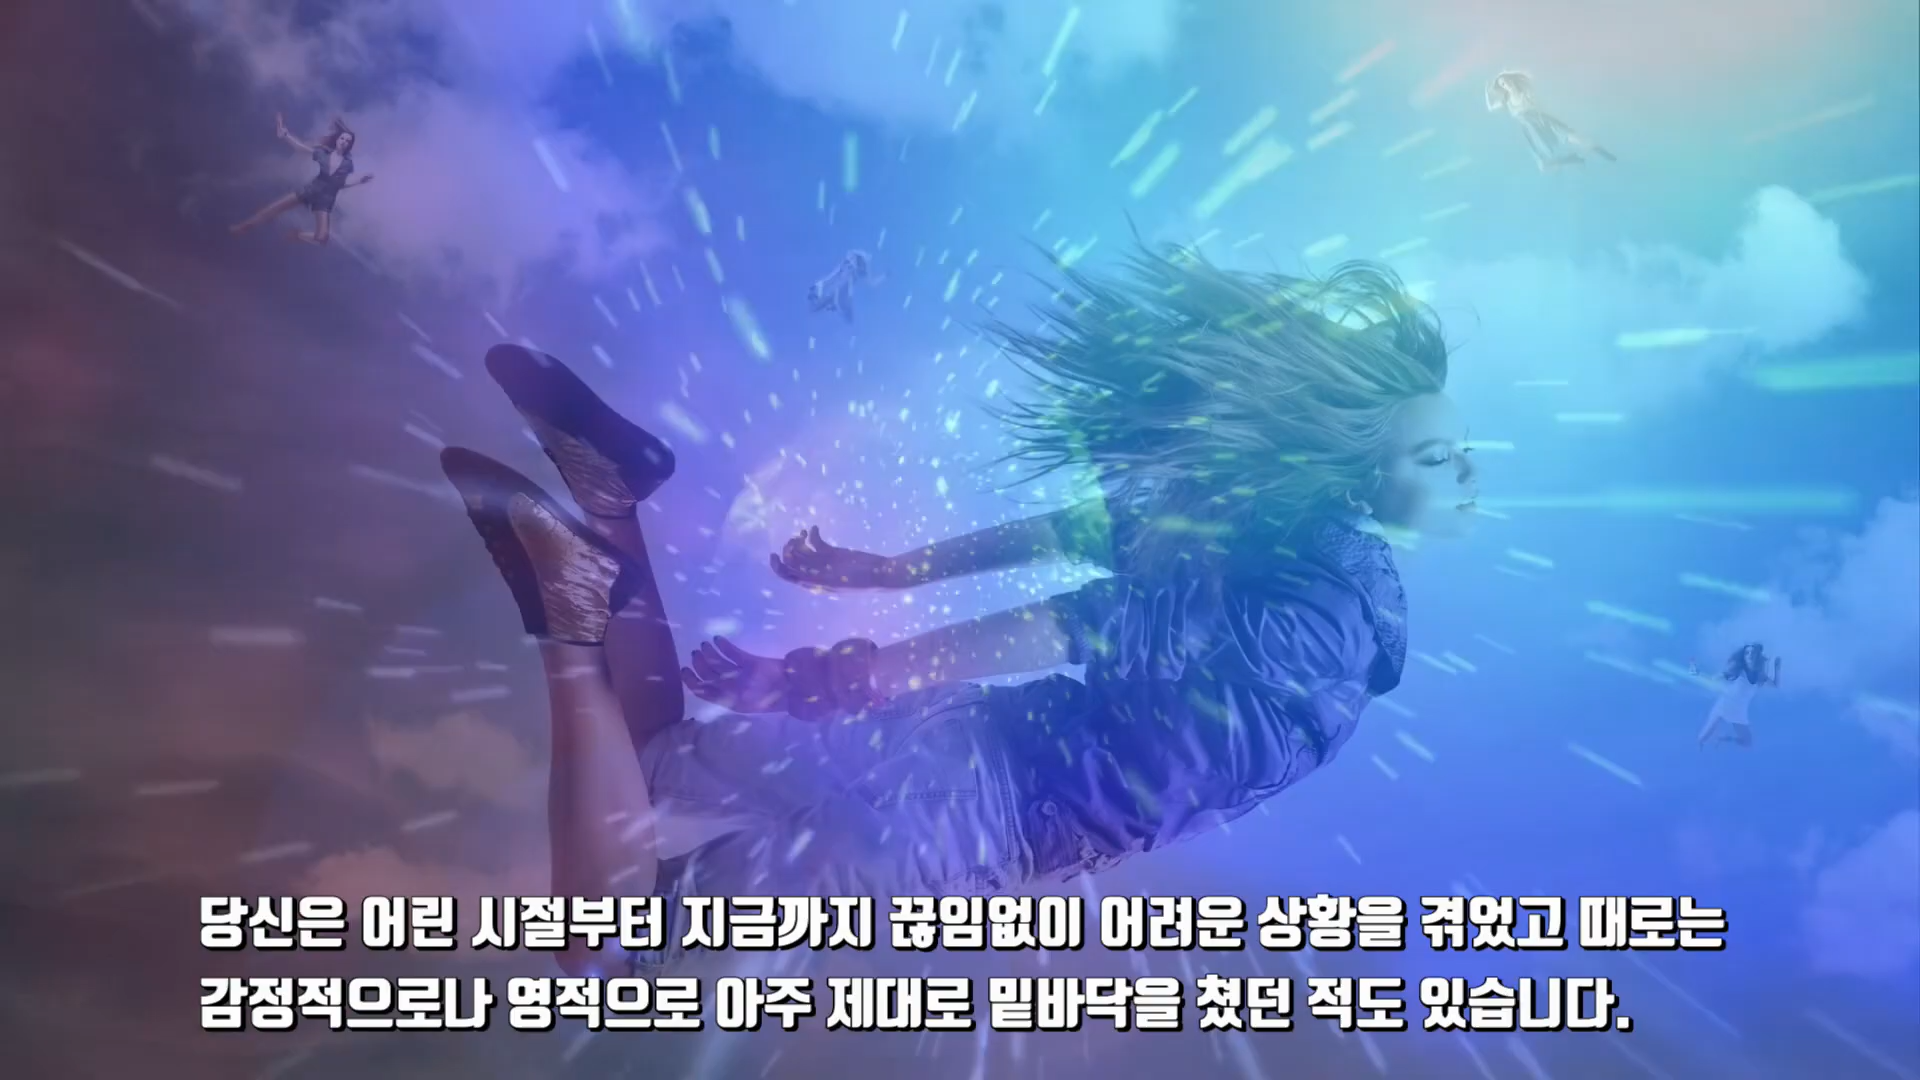 당신은 어린 시절부터 지금까지 끊임없이 어려운 상황을 겪었고 때로는
감정적으로나 영적으로 아주 제대로 밑바닥을 쳤던 적도 있습니다.